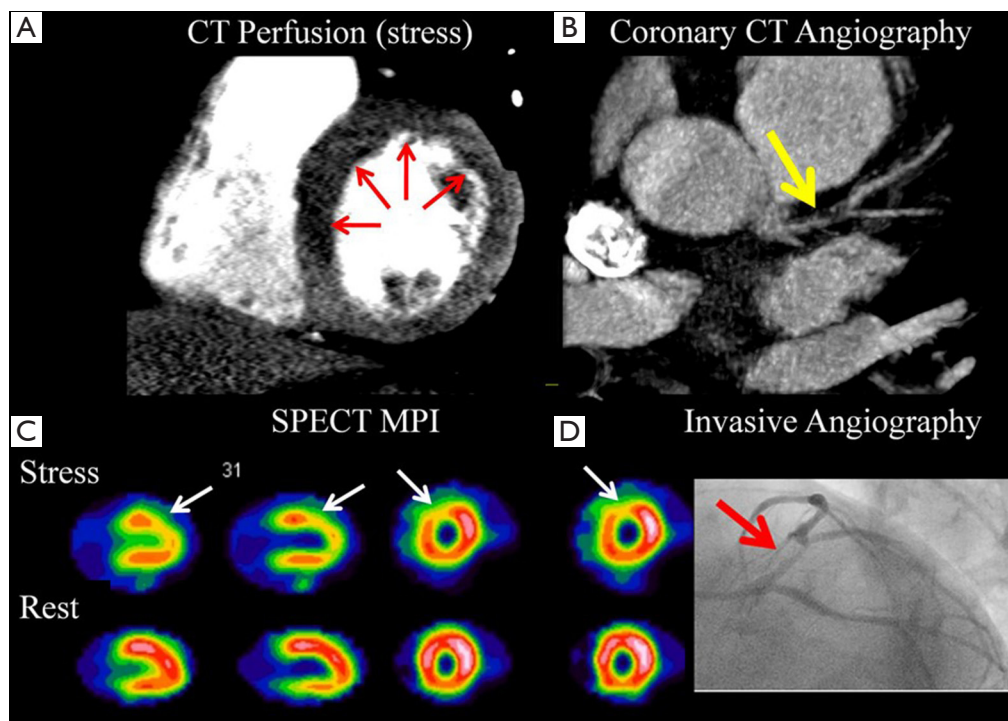 A
CT Perfusion (stress)
B
Coronary CT Angiography
C
SPECT MPI
D
Invasive Angiography
Stress
31
Rest